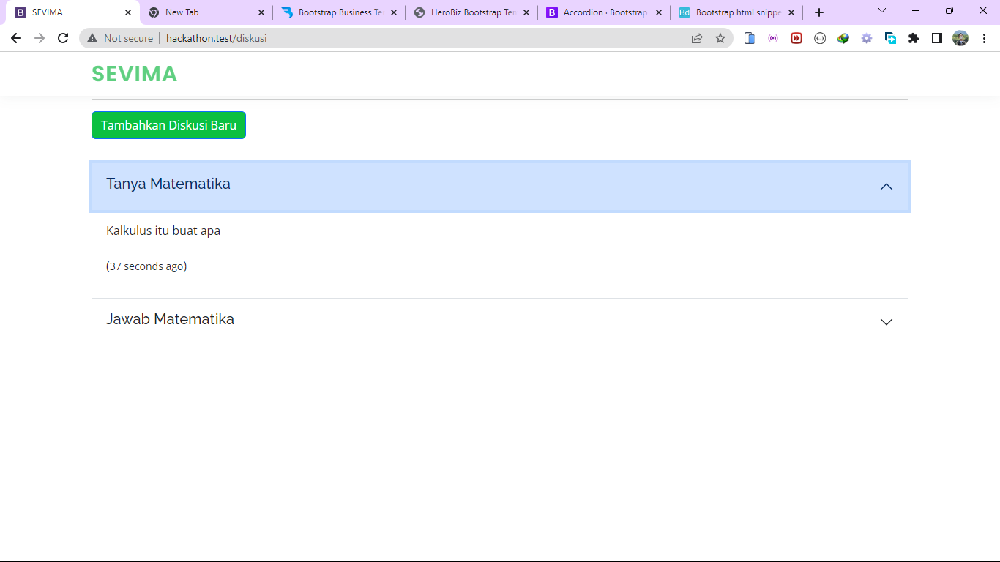 SEVIMA
New Tab
Bootstrap Business Te
HeroBiz Bootstrap Tem
Accordion · Bootstrap
Bootstrap html snippe
Not secure
hackathon.test/diskusi
SEVIMA
Tambahkan Diskusi Baru
Tanya Matematika
Kalkulus itu buat apa
(37 seconds ago)
Jawab Matematika